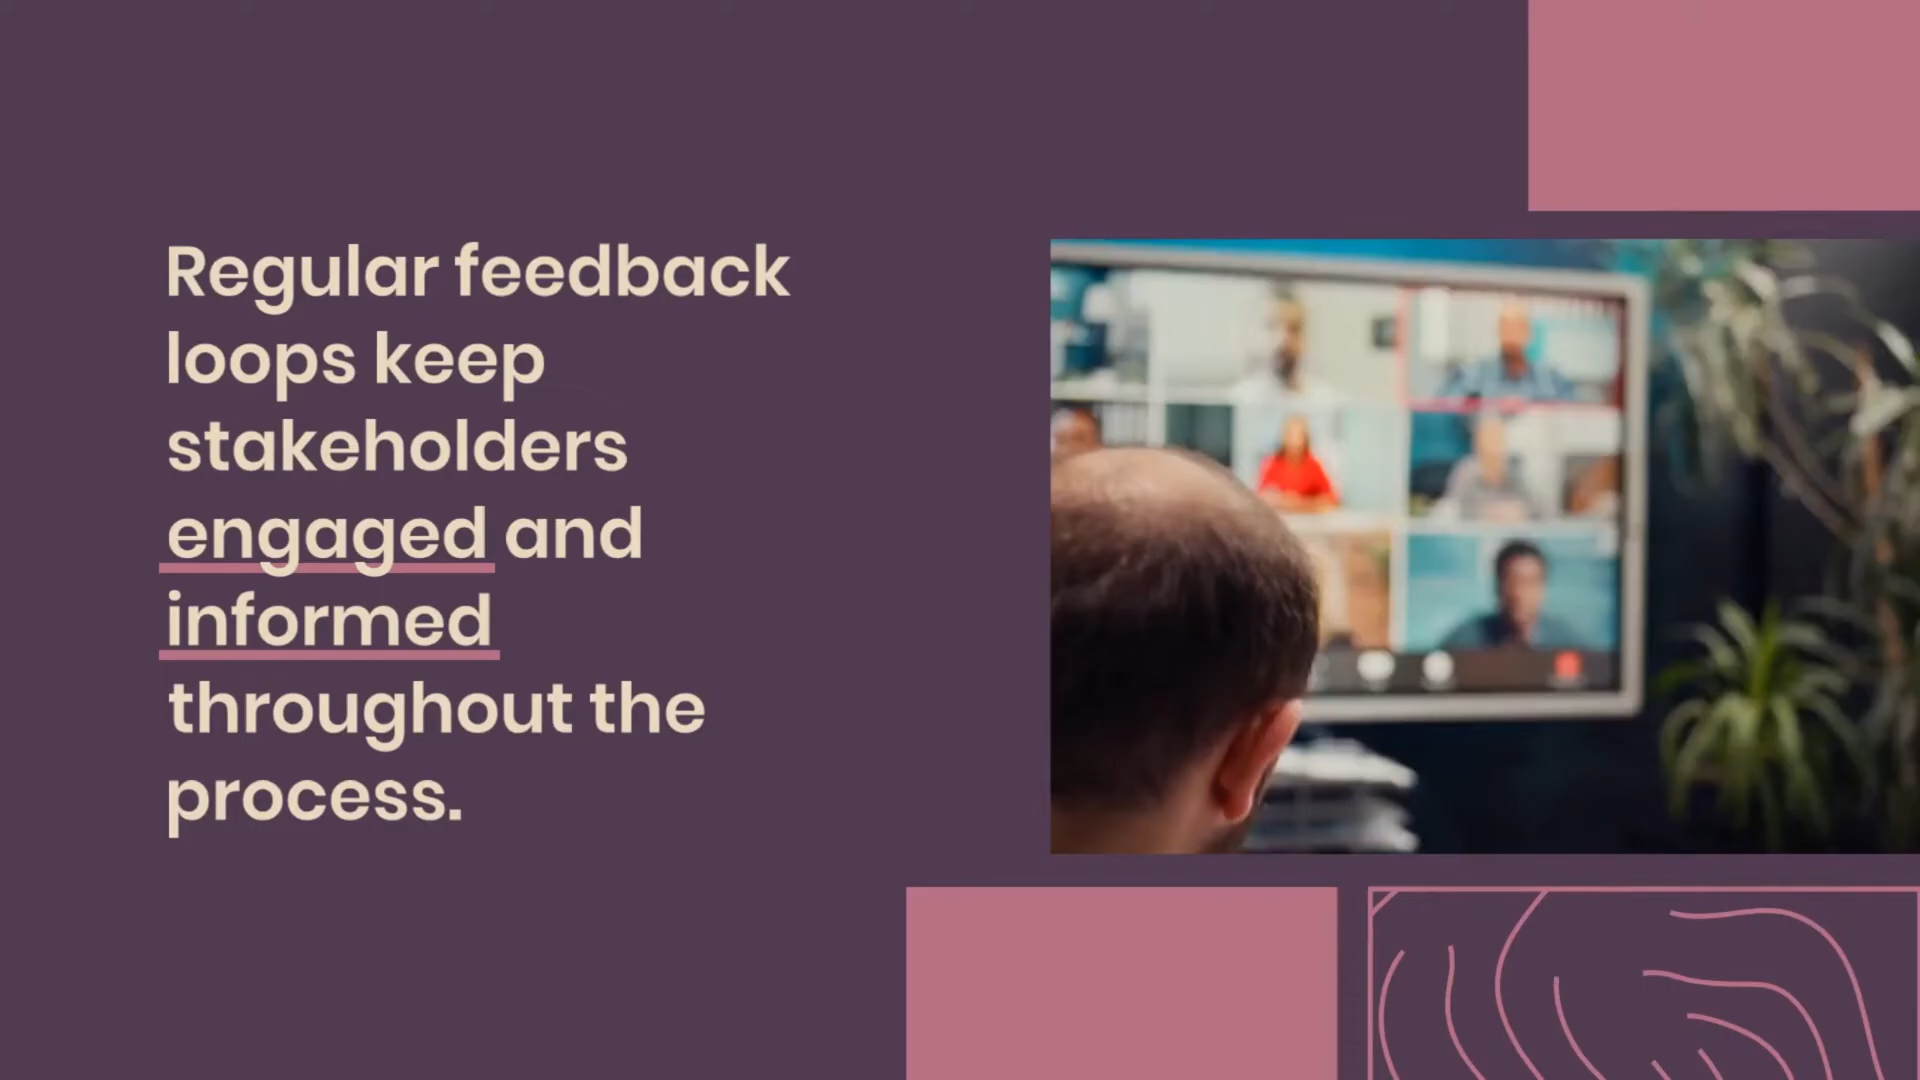 Regular feedback
loops keep
stakeholders
engaged and
informed
throughout the
process.